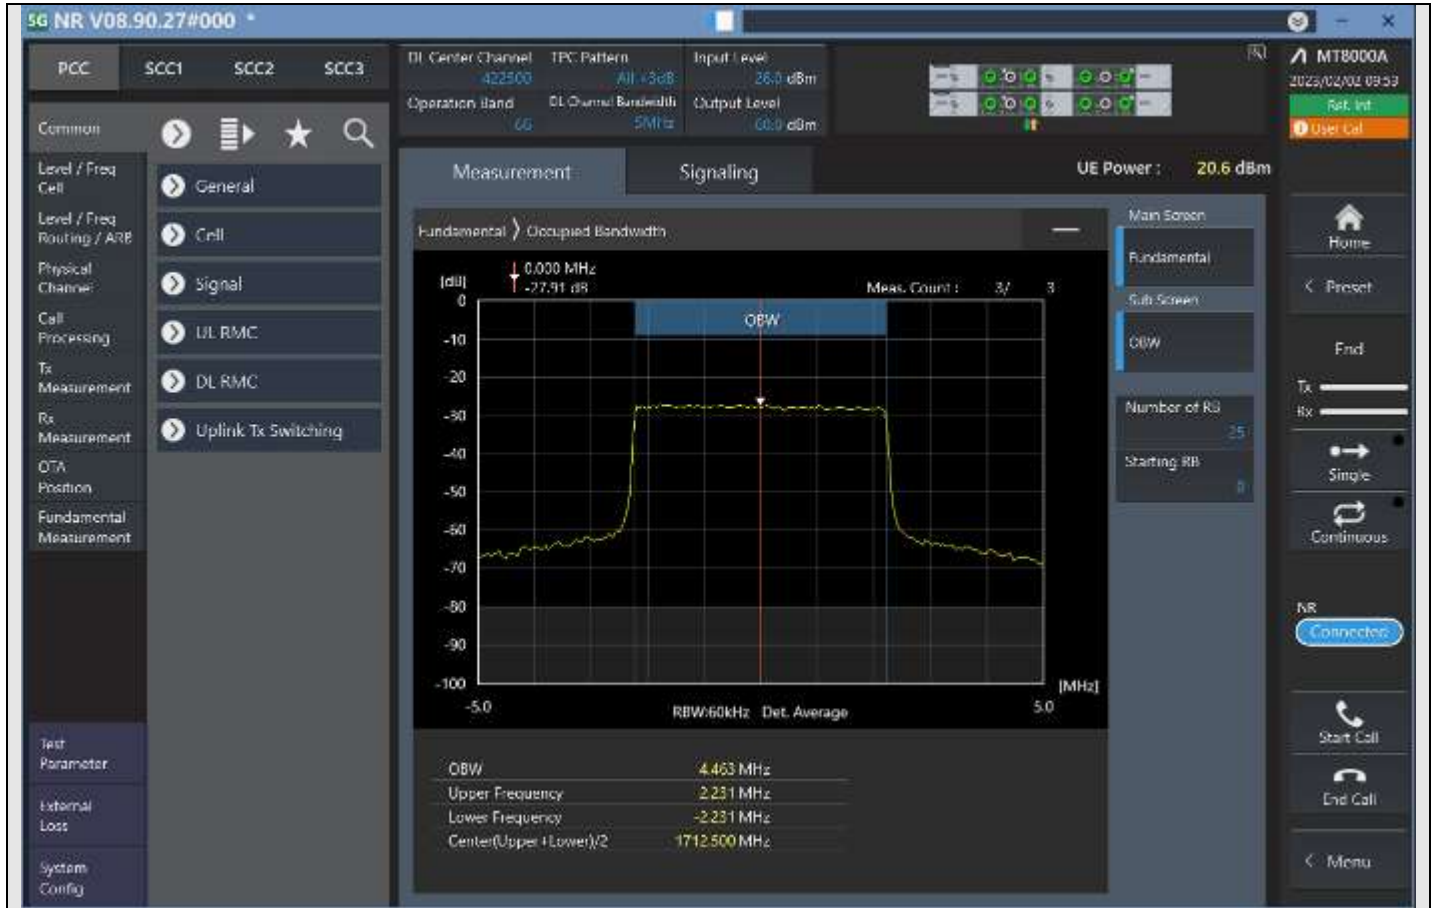 5G NR V08.90.27#000 *
PCC SCC1 SCC2 SCC3
DL Center Channel
422500
TPC Pattern
All +3dB
Input Level
26.0 dBm
Operation Band
66
DL Channel Bandwidth
5MHz
Output Level
dBm
MT8000A
2023/02/02 09:53
Ref. Int
User Cal
Common
Level / Freq
Cell
Level / Freq
Routing / ARB
Physical
Channel
Call
Processing
Tx
Measurement
Rx
Measurement
OTA
Position
Fundamental
Measurement
Test
Parameter
External
Loss
System
Config
General
Cell
Signal
UL RMC
DL RMC
Uplink Tx Switching
Measurement Signaling
UE Power : 20.6 dBm
Fundamental > Occupied Bandwidth
[dB]
0.000 MHz
-27.91 dB
Meas. Count : 3/ 3
OBW
0
-10
-20
-30
-40
-50
-60
-70
-80
-90
-100
-5.0
RBW:60kHz Det. Average
5.0
[MHz]
OBW 4.463 MHz
Upper Frequency 2.231 MHz
Lower Frequency -2.231 MHz
Center(Upper+Lower)/2 1712.500 MHz
Main Screen
Fundamental
Sub Screen
OBW
Number of RB
25
Starting RB
0
Home
< Preset
End
Tx
Rx
Single
Continuous
NR
Connected
Start Call
End Call
< Menu